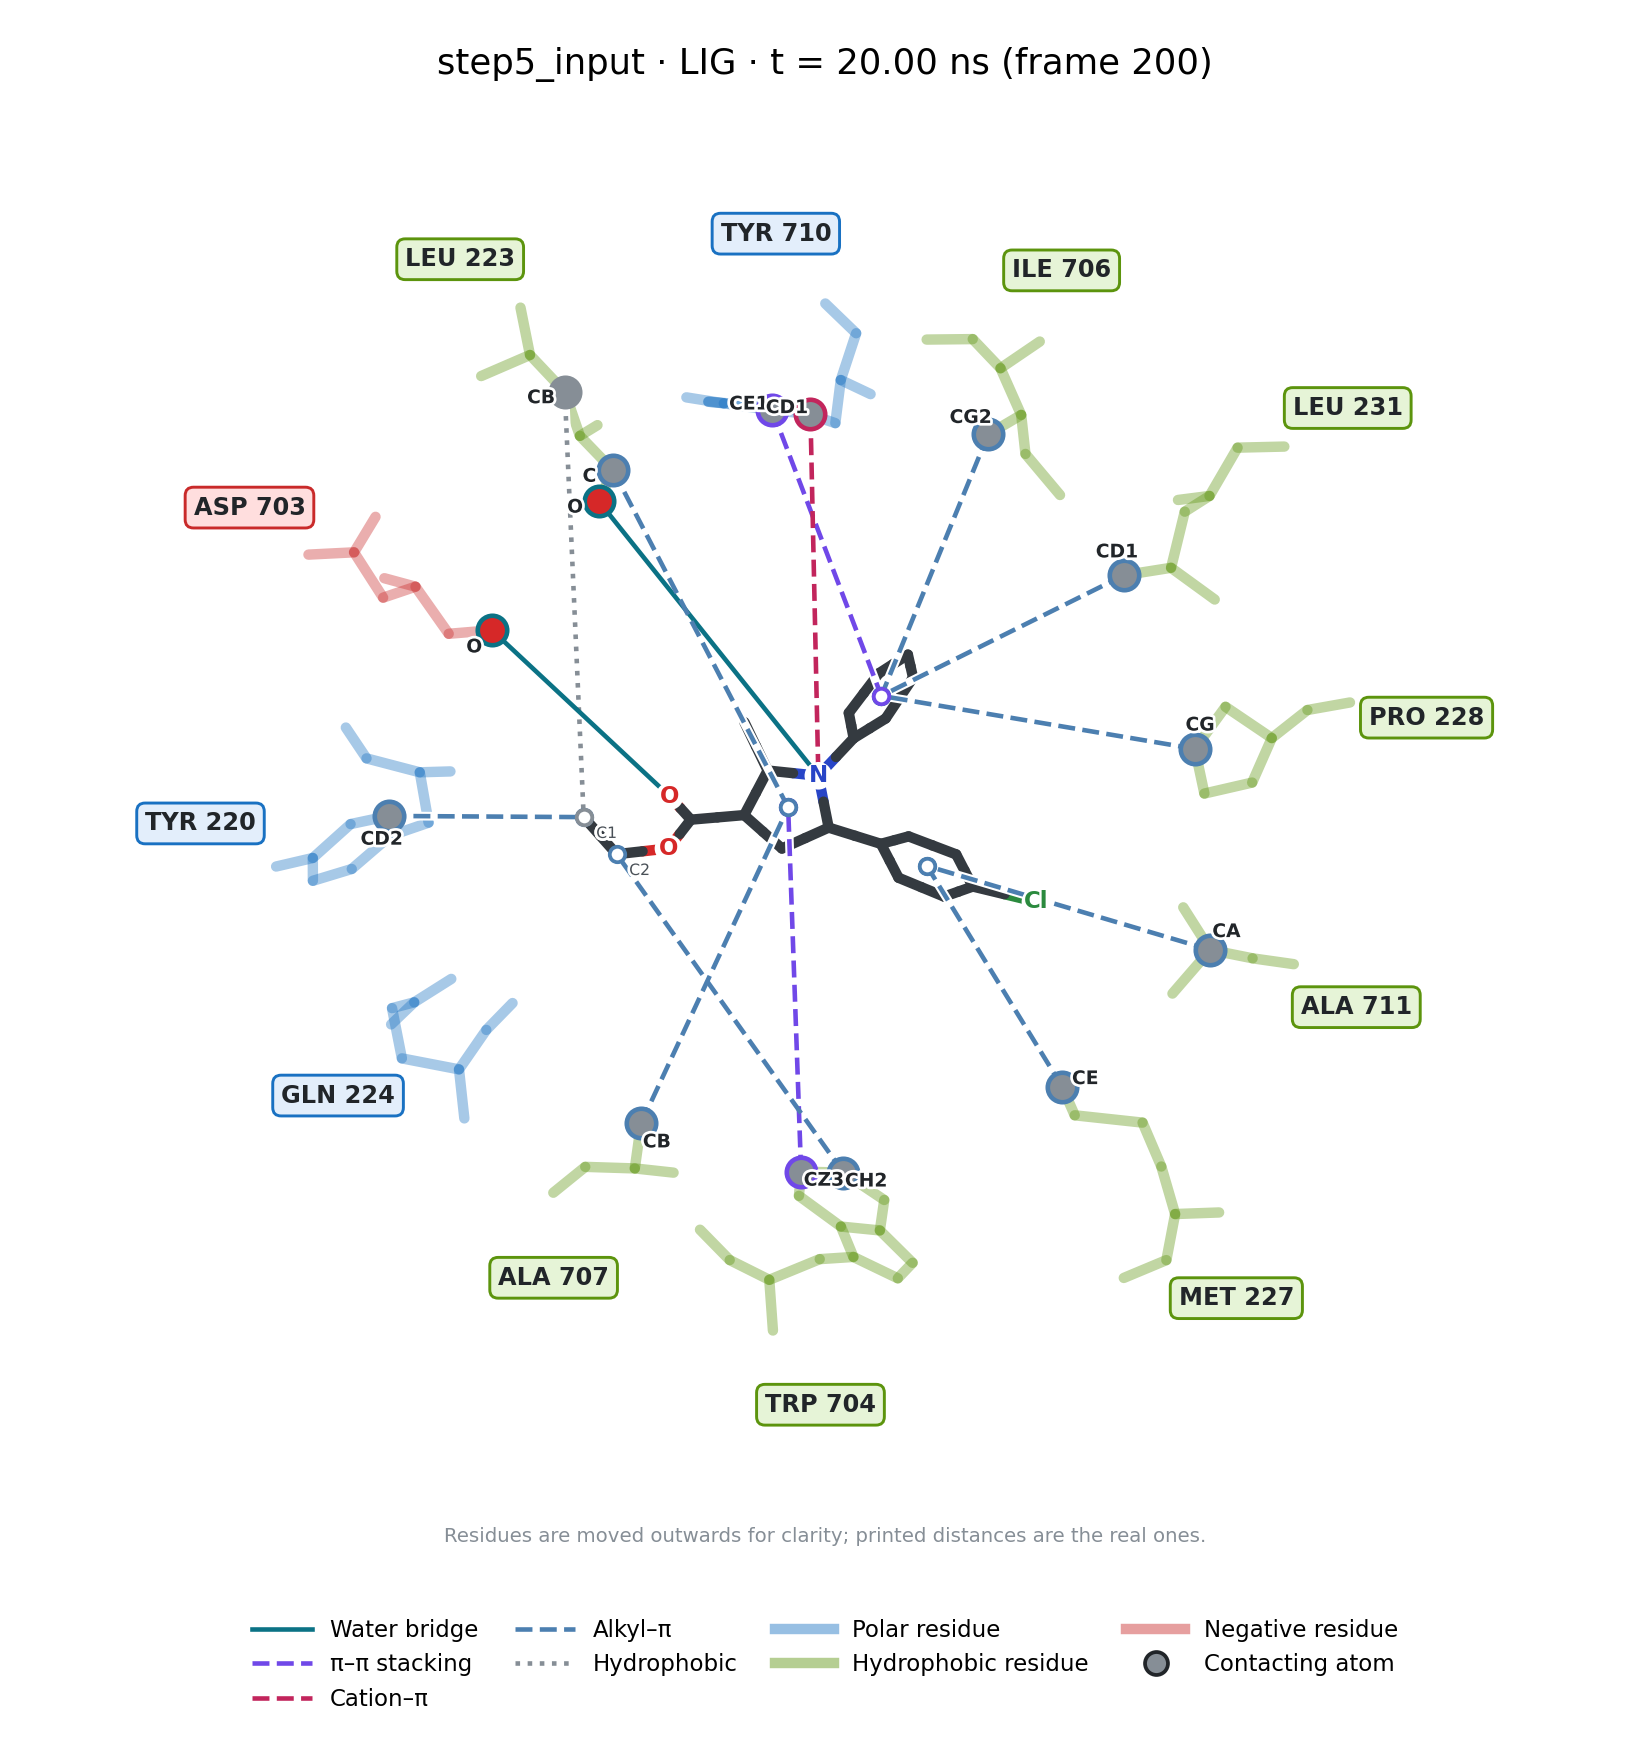 step5_input · LIG · t = 20.00 ns (frame 200)
TYR 710
LEU 223
ILE 706
CB
CE1
CD1
CG2
LEU 231
C
O
ASP 703
CD1
O
PRO 228
CG
N
O
TYR 220
CD2
C1
O
C2
Cl
CA
ALA 711
GLN 224
CE
CB
CZ3
CH2
ALA 707
MET 227
TRP 704
Residues are moved outwards for clarity; printed distances are the real ones.
Water bridge
π–π stacking
Cation–π
Alkyl–π
Hydrophobic
Polar residue
Hydrophobic residue
Negative residue
Contacting atom